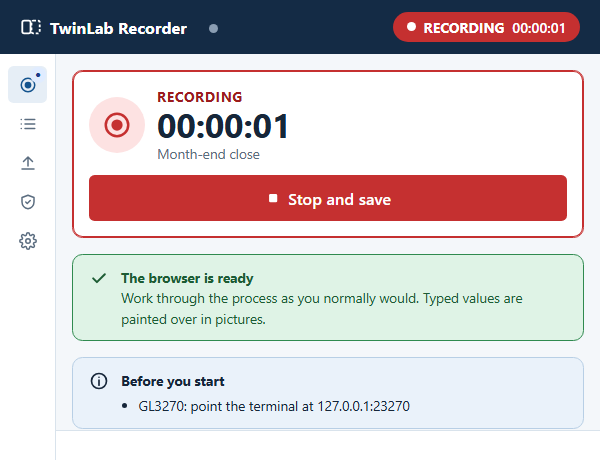 TwinLab Recorder
RECORDING 00:00:01
RECORDING
00:00:01
Month-end close
Stop and save
The browser is ready
Work through the process as you normally would. Typed values are
painted over in pictures.
Before you start
• GL3270: point the terminal at 127.0.0.1:23270